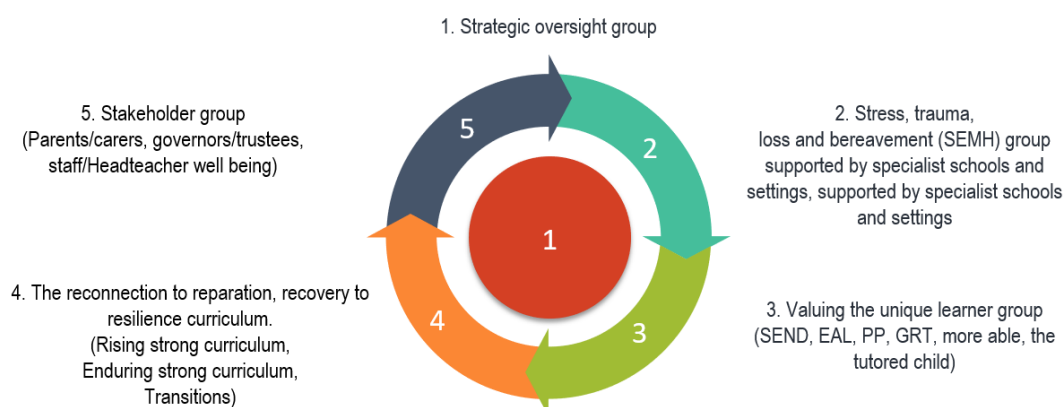 1. Strategic oversight group
5. Stakeholder group
(Parents/carers, governors/trustees,
staff/Headteacher well being)
2. Stress, trauma,
loss and bereavement (SEMH) group
supported by specialist schools and
settings, supported by specialist schools
and settings
4. The reconnection to reparation, recovery to
resilience curriculum.
(Rising strong curriculum,
Enduring strong curriculum,
Transitions)
3. Valuing the unique learner group
(SEND, EAL, PP, GRT, more able, the
tutored child)
5
2
1
4
3